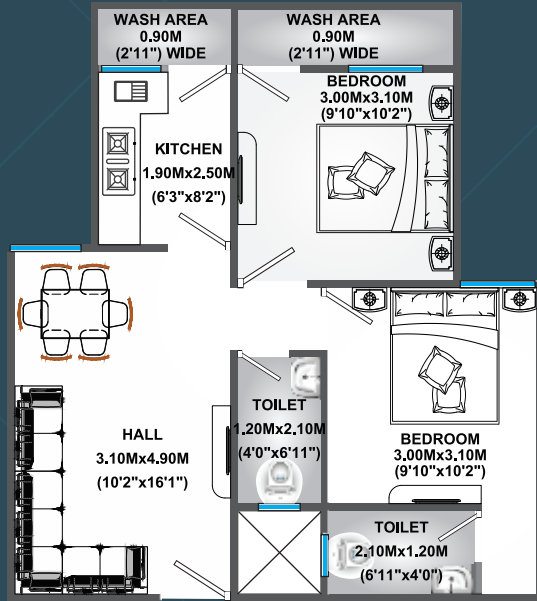 WASH AREA
0.90M
(2'11") WIDE
WASH AREA
0.90M
(2'11") WIDE
BEDROOM
3.00Mx3.10M
(9'10"x10'2")
KITCHEN
1.90Mx2.50M
(6'3"x8'2")
TOILET
1.20Mx2.10M
(4'0"x6'11")
HALL
3.10Mx4.90M
(10'2"x16'1")
BEDROOM
3.00Mx3.10M
(9'10"x10'2")
TOILET
2.10Mx1.20M
(6'11"x4'0")